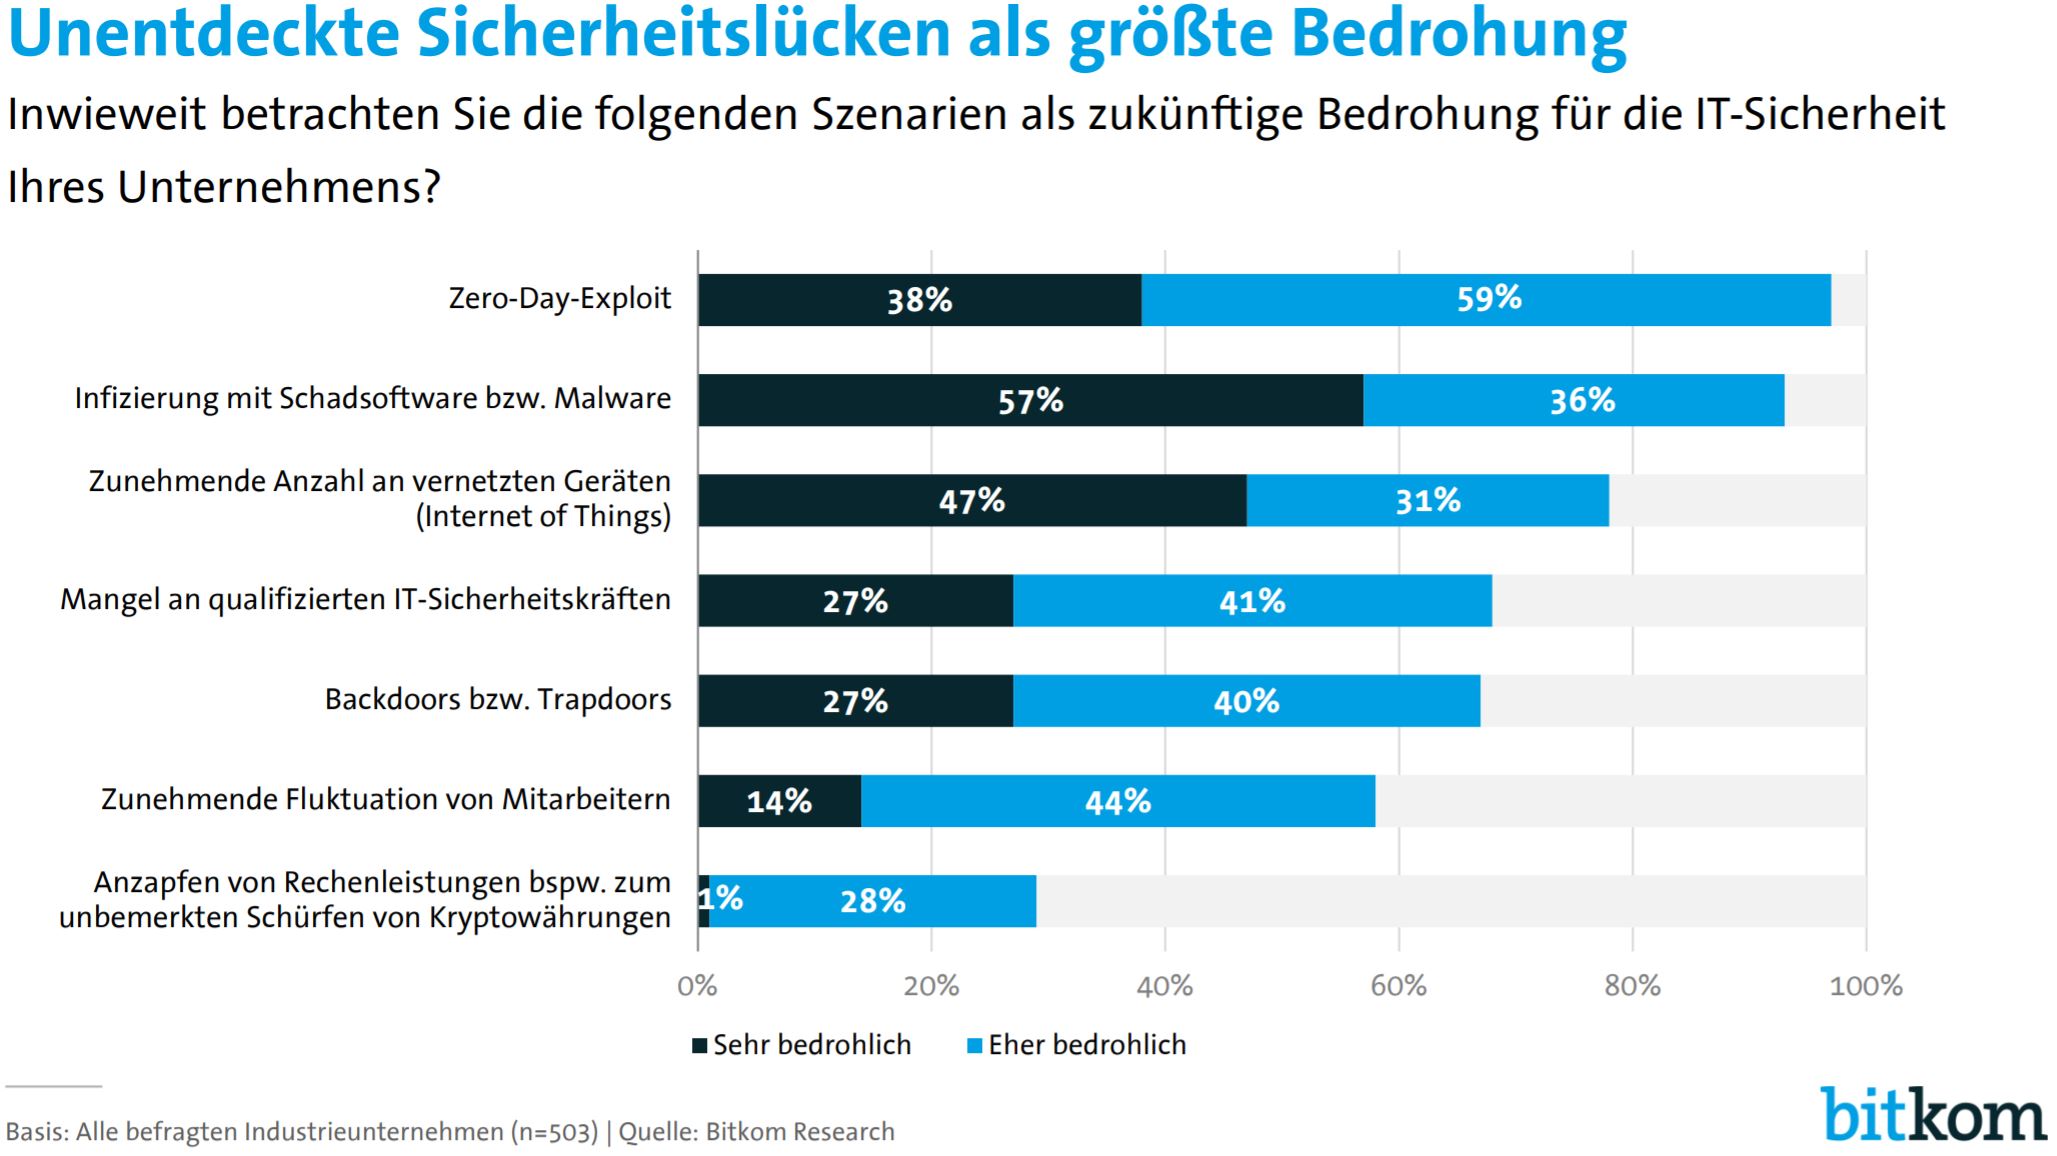 Unentdeckte Sicherheitslücken als größte Bedrohung
Inwieweit betrachten Sie die folgenden Szenarien als zukünftige Bedrohung für die IT-Sicherheit
Ihres Unternehmens?
Zero-Day-Exploit
38%
59%
Infizierung mit Schadsoftware bzw. Malware
57%
36%
Zunehmende Anzahl an vernetzten Geräten
(Internet of Things)
47%
31%
Mangel an qualifizierten IT-Sicherheitskräften
27%
41%
Backdoors bzw. Trapdoors
27%
40%
Zunehmende Fluktuation von Mitarbeitern
14%
44%
Anzapfen von Rechenleistungen bspw. zum
unbemerkten Schürfen von Kryptowährungen
1%
28%
0%
20%
40%
60%
80%
100%
Sehr bedrohlich
Eher bedrohlich
Basis: Alle befragten Industrieunternehmen (n=503) | Quelle: Bitkom Research
bitkom